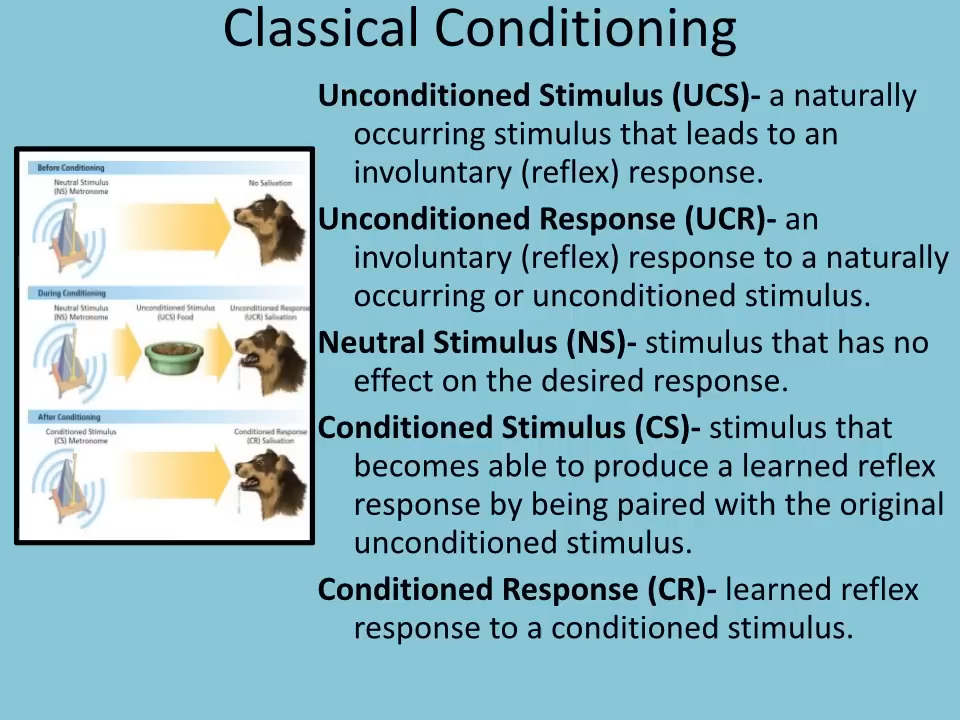 Classical Conditioning
Unconditioned Stimulus (UCS)- a naturally
occurring stimulus that leads to an
involuntary (reflex) response.
Unconditioned Response (UCR)- an
involuntary (reflex) response to a naturally
occurring or unconditioned stimulus.
Neutral Stimulus (NS)- stimulus that has no
effect on the desired response.
Conditioned Stimulus (CS)- stimulus that
becomes able to produce a learned reflex
response by being paired with the original
unconditioned stimulus.
Conditioned Response (CR)- learned reflex
response to a conditioned stimulus.
Before Conditioning
Neutral Stimulus
(NS) Metronome
No Salivation
During Conditioning
Neutral Stimulus
(NS) Metronome
Unconditioned Stimulus
(UCS) Food
Unconditioned Response
(UCR) Salivation
After Conditioning
Conditioned Stimulus
(CS) Metronome
Conditioned Response
(CR) Salivation